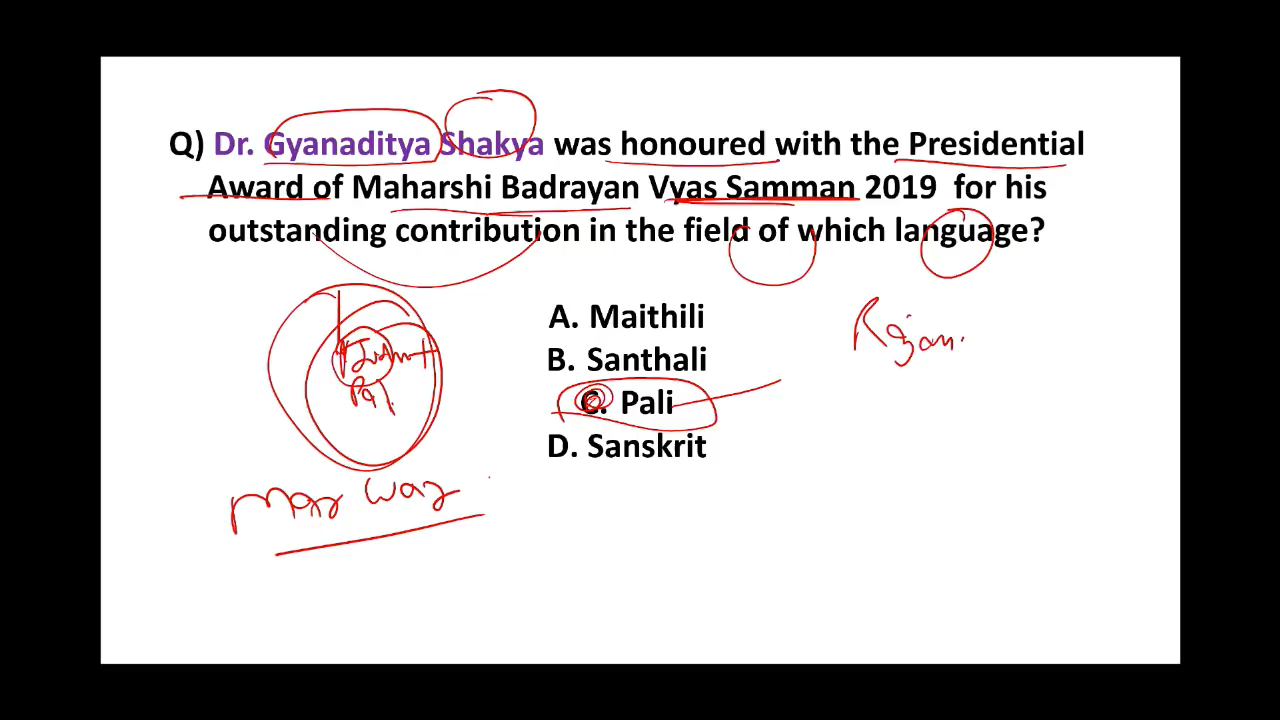 Q) Dr. Gyanaditya Shakya was honoured with the Presidential
Award of Maharshi Badrayan Vyas Samman 2019 for his
outstanding contribution in the field of which language?
A. Maithili
B. Santhali
C. Pali
D. Sanskrit